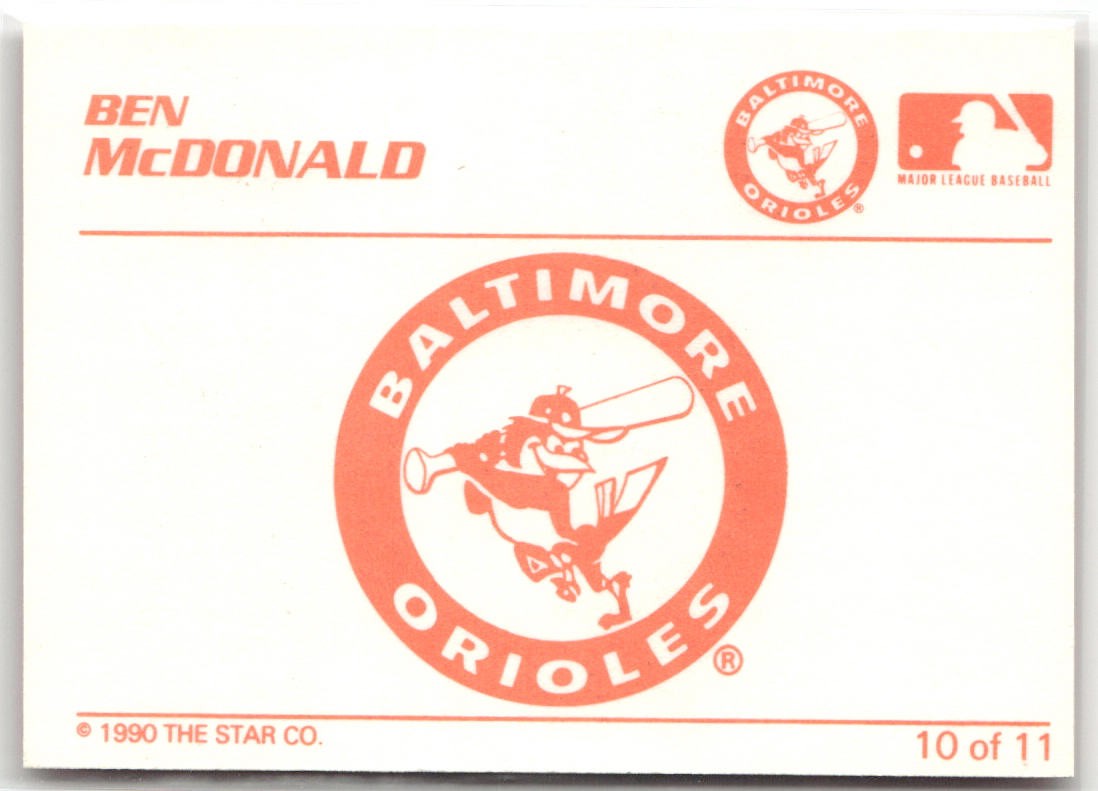 BEN
McDONALD
BALTIMORE
ORIOLES
®
MAJOR LEAGUE BASEBALL
BALTIMORE
ORIOLES
®
© 1990 THE STAR CO.
10 of 11